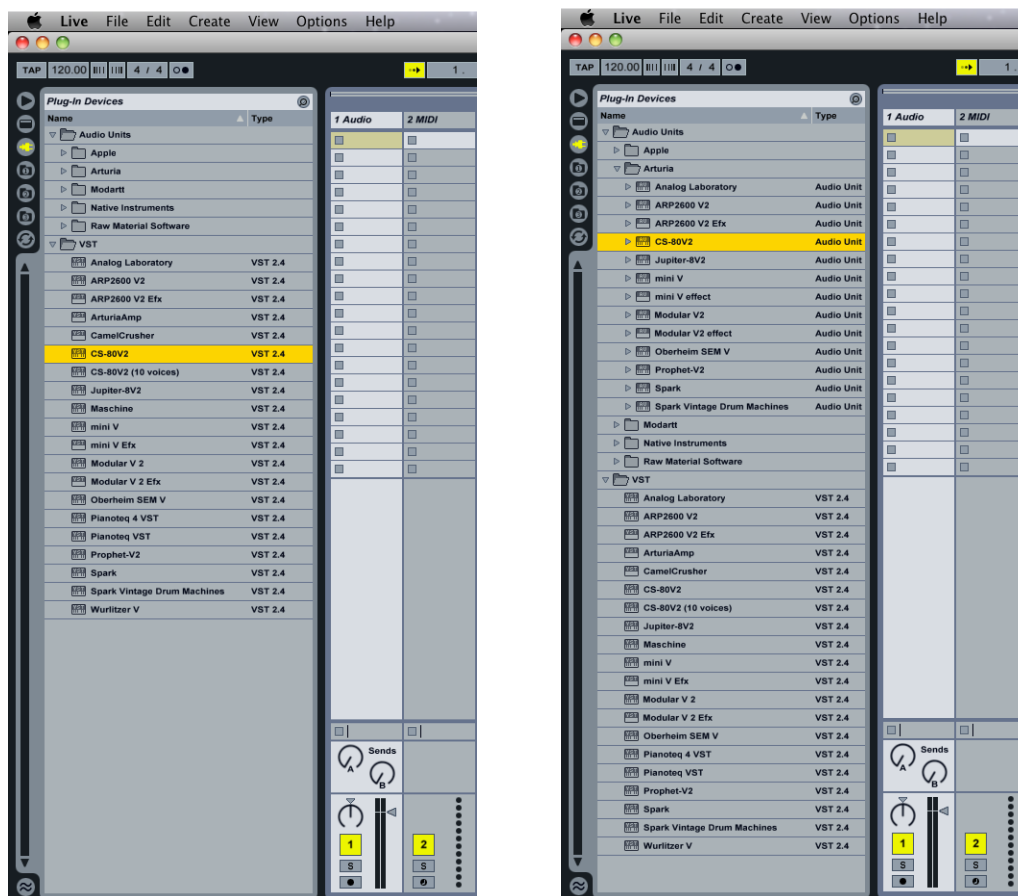 Live File Edit Create View Options Help
TAP 120.00 4 / 4 1.
Plug-In Devices
Name Type
Audio Units
Apple
Arturia
Modartt
Native Instruments
Raw Material Software
VST
Analog Laboratory VST 2.4
ARP2600 V2 VST 2.4
ARP2600 V2 Efx VST 2.4
ArturiaAmp VST 2.4
CamelCrusher VST 2.4
CS-80V2 VST 2.4
CS-80V2 (10 voices) VST 2.4
Jupiter-8V2 VST 2.4
Maschine VST 2.4
mini V VST 2.4
mini V Efx VST 2.4
Modular V 2 VST 2.4
Modular V 2 Efx VST 2.4
Oberheim SEM V VST 2.4
Pianoteq 4 VST VST 2.4
Pianoteq VST VST 2.4
Prophet-V2 VST 2.4
Spark VST 2.4
Spark Vintage Drum Machines VST 2.4
Wurlitzer V VST 2.4
1 Audio 2 MIDI
Sends
A
B
1 2
S S
Live File Edit Create View Options Help
TAP 120.00 4 / 4 1.
Plug-In Devices
Name Type
Audio Units
Apple
Arturia
Analog Laboratory Audio Unit
ARP2600 V2 Audio Unit
ARP2600 V2 Efx Audio Unit
CS-80V2 Audio Unit
Jupiter-8V2 Audio Unit
mini V Audio Unit
mini V effect Audio Unit
Modular V2 Audio Unit
Modular V2 effect Audio Unit
Oberheim SEM V Audio Unit
Prophet-V2 Audio Unit
Spark Audio Unit
Spark Vintage Drum Machines Audio Unit
Modartt
Native Instruments
Raw Material Software
VST
Analog Laboratory VST 2.4
ARP2600 V2 VST 2.4
ARP2600 V2 Efx VST 2.4
ArturiaAmp VST 2.4
CamelCrusher VST 2.4
CS-80V2 VST 2.4
CS-80V2 (10 voices) VST 2.4
Jupiter-8V2 VST 2.4
Maschine VST 2.4
mini V VST 2.4
mini V Efx VST 2.4
Modular V 2 VST 2.4
Modular V 2 Efx VST 2.4
Oberheim SEM V VST 2.4
Pianoteq 4 VST VST 2.4
Pianoteq VST VST 2.4
Prophet-V2 VST 2.4
Spark VST 2.4
Spark Vintage Drum Machines VST 2.4
Wurlitzer V VST 2.4
1 Audio 2 MIDI
Sends
A
B
1 2
S S